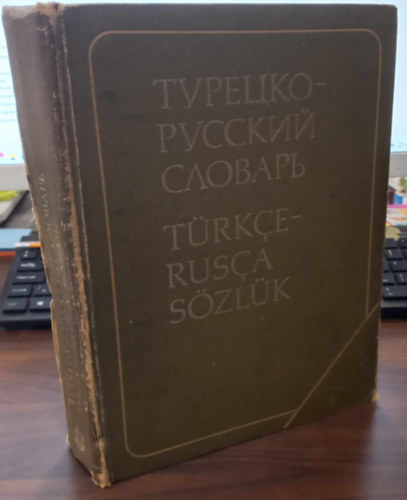 ТУРЕЦКО-
РУССКИЙ
СЛОВАРЬ
TÜRKÇE-
RUSÇA
SÖZLÜK